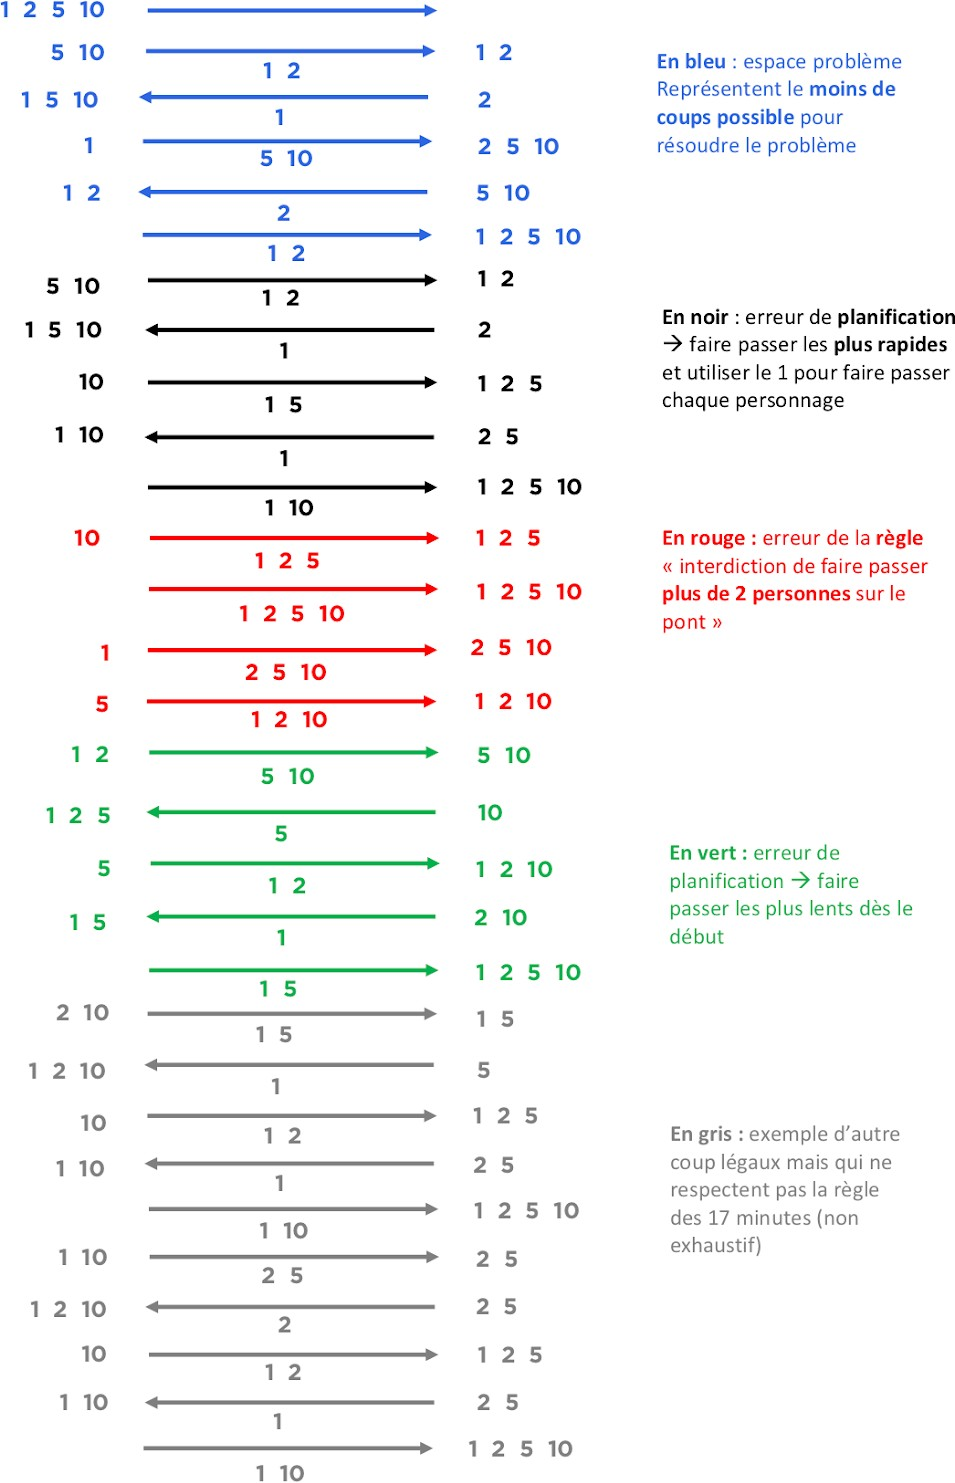 1 2 5 10
5 10 1 2
1 2
1 5 10 2
1
1 2 5 10
5 10
1 2 5 10
2
1 2 5 10
1 2
En bleu : espace problème
Représentent le moins de
coups possible pour
résoudre le problème
5 10 1 2
1 2
1 5 10 2
1
10 1 2 5
1 5
1 10 2 5
1
1 2 5 10
1 10
En noir : erreur de planification
→ faire passer les plus rapides
et utiliser le 1 pour faire passer
chaque personnage
10 1 2 5
1 2 5
1 2 5 10
1 2 5 10
1 2 5 10
2 5 10
5 1 2 10
1 2 10
En rouge : erreur de la règle
« interdiction de faire passer
plus de 2 personnes sur le
pont »
1 2 5 10
5 10
1 2 5 10
5
5 1 2 10
1 2
1 5 2 10
1
1 2 5 10
1 5
En vert : erreur de
planification → faire
passer les plus lents dès le
début
2 10 1 5
1 5
1 2 10 5
1
10 1 2 5
1 2
1 10 2 5
1
1 2 5 10
1 10
1 10 2 5
2 5
1 2 10 2 5
2
10 1 2 5
1 2
1 10 2 5
1
1 2 5 10
1 10
En gris : exemple d’autre
coup légaux mais qui ne
respectent pas la règle
des 17 minutes (non
exhaustif)